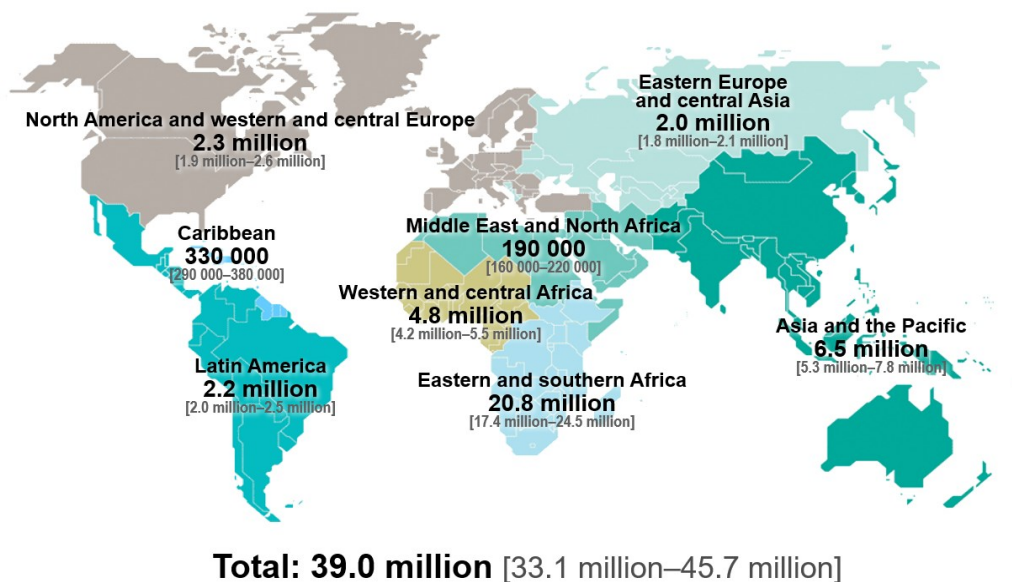 Eastern Europe
and central Asia
2.0 million
[1.8 million–2.1 million]
North America and western and central Europe
2.3 million
[1.9 million–2.6 million]
Middle East and North Africa
190 000
[160 000–220 000]
Caribbean
330 000
[290 000–380 000]
Western and central Africa
4.8 million
[4.2 million–5.5 million]
Asia and the Pacific
6.5 million
[5.3 million–7.8 million]
Latin America
2.2 million
[2.0 million–2.5 million]
Eastern and southern Africa
20.8 million
[17.4 million–24.5 million]
Total: 39.0 million [33.1 million–45.7 million]